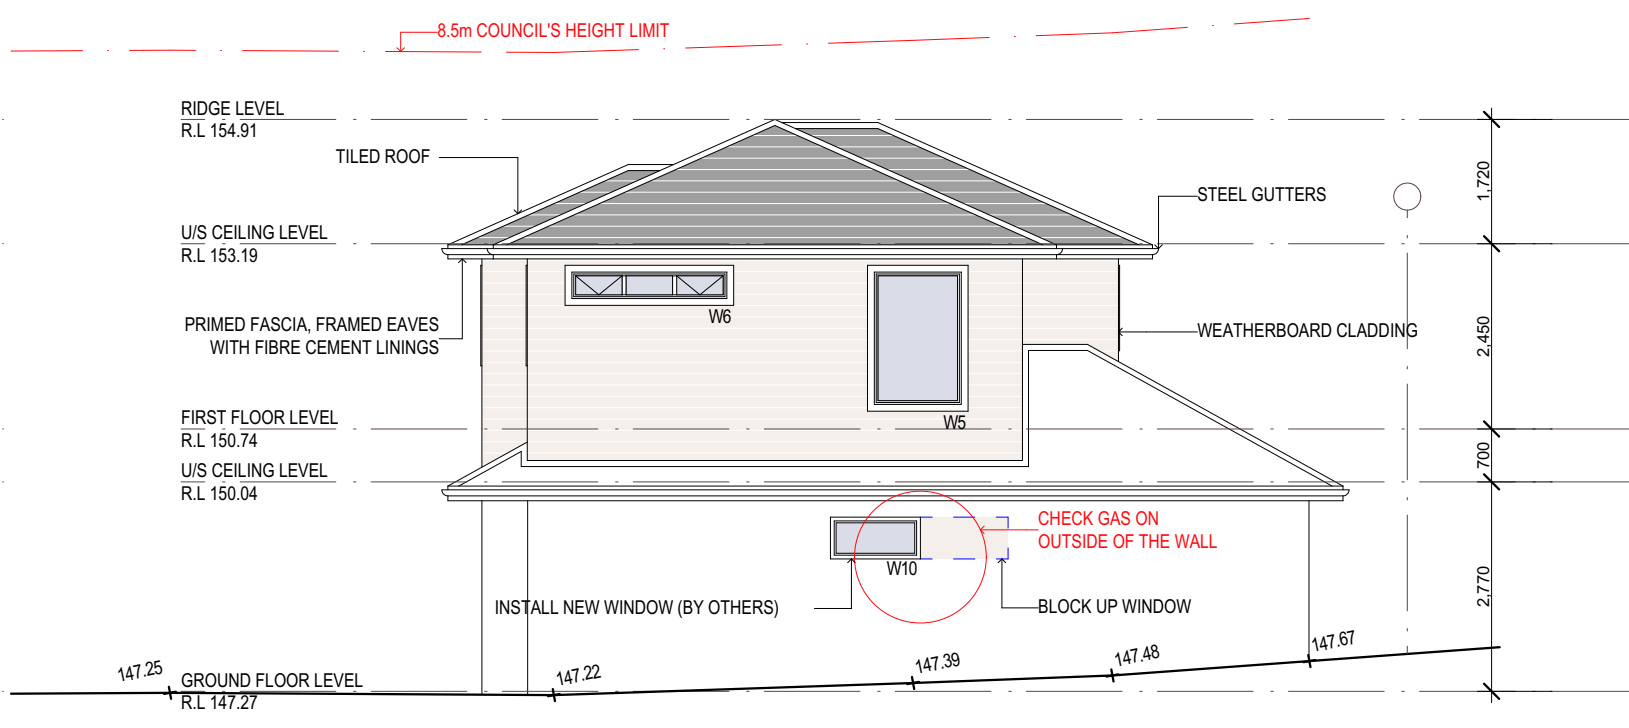 8.5m COUNCIL'S HEIGHT LIMIT
RIDGE LEVEL
R.L 154.91
TILED ROOF
STEEL GUTTERS
1,720
U/S CEILING LEVEL
R.L 153.19
W6
PRIMED FASCIA, FRAMED EAVES
WITH FIBRE CEMENT LININGS
WEATHERBOARD CLADDING
2,450
W5
FIRST FLOOR LEVEL
R.L 150.74
U/S CEILING LEVEL
R.L 150.04
700
CHECK GAS ON
OUTSIDE OF THE WALL
W10
INSTALL NEW WINDOW (BY OTHERS)
BLOCK UP WINDOW
2,770
147.25
147.22
147.39
147.48
147.67
GROUND FLOOR LEVEL
R.L 147.27